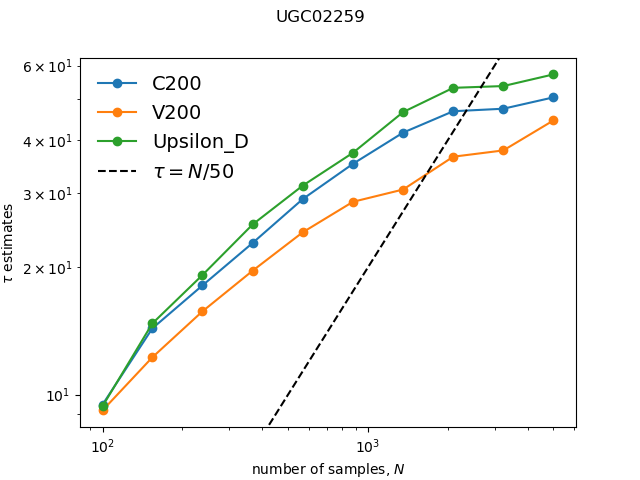 UGC02259
6 × 10¹
4 × 10¹
3 × 10¹
2 × 10¹
10¹
τ estimates
C200
V200
Upsilon_D
τ = N/50
10²
10³
number of samples, N